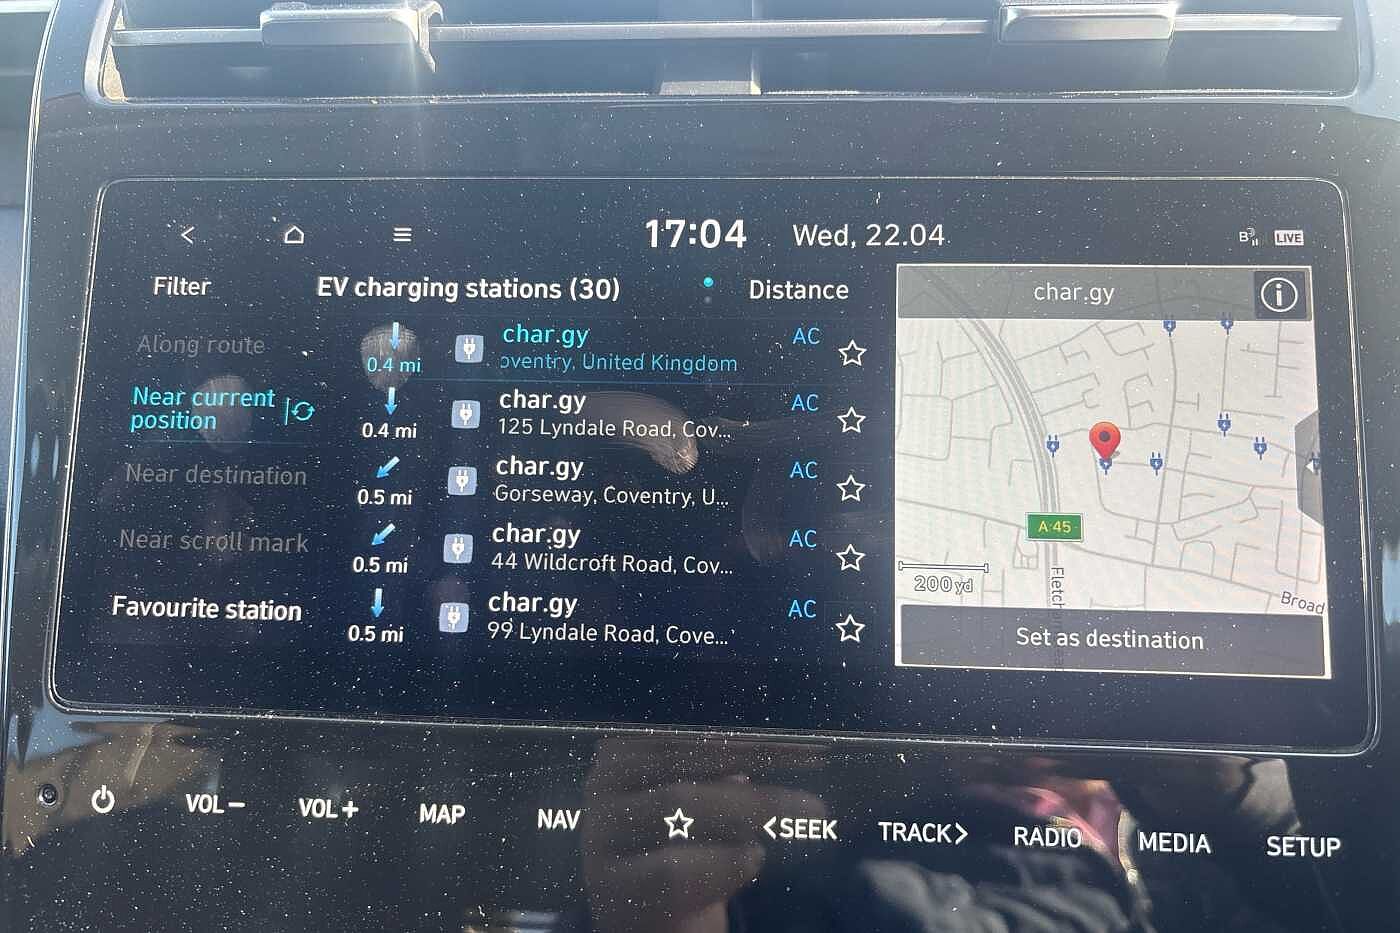 17:04 Wed, 22.04
B LIVE
Filter
EV charging stations (30)
Distance
Along route
Near current
position
Near destination
Near scroll mark
Favourite station
0.4 mi
char.gy
AC
oventry, United Kingdom
0.4 mi
char.gy
AC
125 Lyndale Road, Cov...
0.5 mi
char.gy
AC
Gorseway, Coventry, U...
0.5 mi
char.gy
AC
44 Wildcroft Road, Cov...
0.5 mi
char.gy
AC
99 Lyndale Road, Cove...
char.gy
i
A45
200yd
Broad
Set as destination
VOL− VOL+ MAP NAV <SEEK TRACK> RADIO MEDIA SETUP